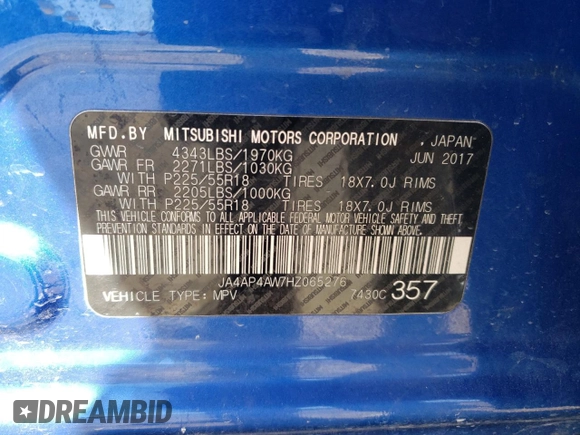 MFD.BY MITSUBISHI MOTORS CORPORATION , JAPAN
GVWR 4343LBS/1970KG JUN 2017
GAWR FR 2271LBS/1030KG
WITH P225/55R18 TIRES 18X7.0J RIMS
GAWR RR 2205LBS/1000KG
WITH P225/55R18 TIRES 18X7.0J RIMS
THIS VEHICLE CONFORMS TO ALL APPLICABLE FEDERAL MOTOR VEHICLE SAFETY AND THEFT
PREVENTION STANDARDS IN EFFECT ON THE DATE OF MANUFACTURE SHOWN ABOVE.
JA4AP4AW7HZ065276
VEHICLE TYPE: MPV 7430C 357
DREAMBID